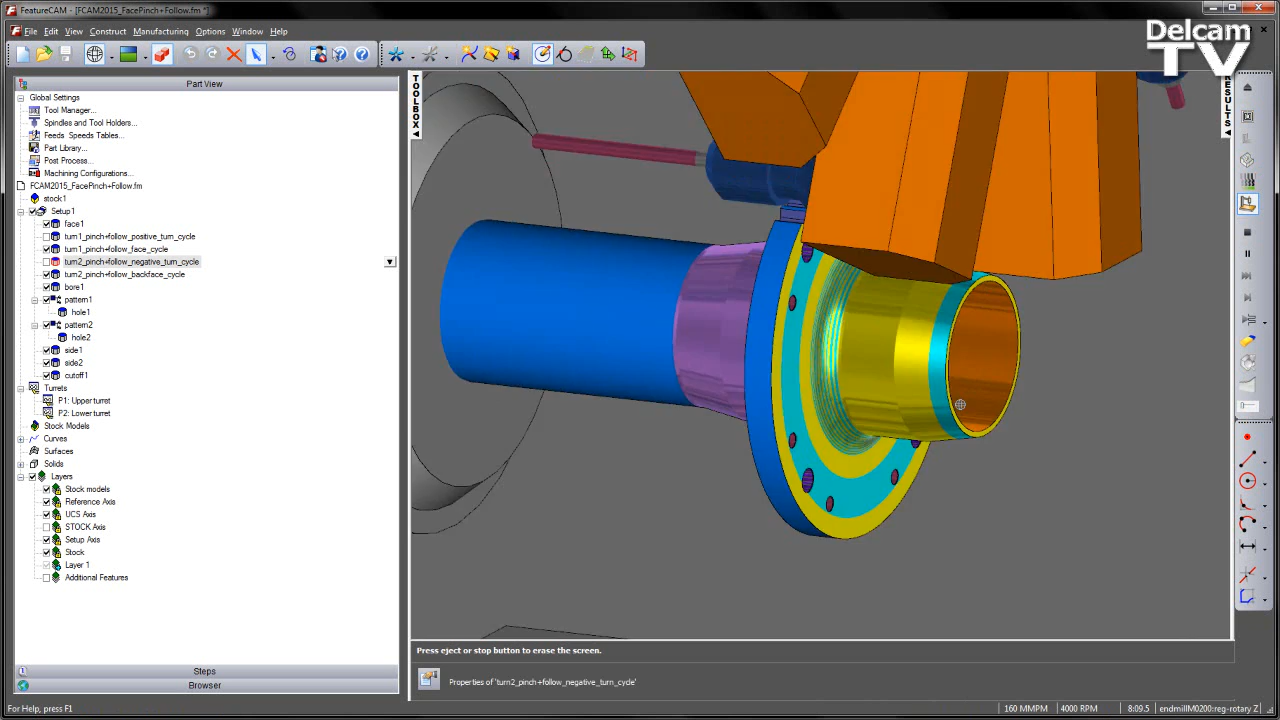 FeatureCAM - [FCAM2015_FacePinch+Follow.fm *]
File Edit View Construct Manufacturing Options Window Help
Delcam
TV
Part View
TOOLBOX
RESULTS
Global Settings
Tool Manager...
Spindles and Tool Holders...
Feeds Speeds Tables...
Part Library...
Post Process...
Machining Configurations...
FCAM2015_FacePinch+Follow.fm
stock1
Setup1
face1
turn1_pinch+follow_positive_turn_cycle
turn1_pinch+follow_face_cycle
turn2_pinch+follow_negative_turn_cycle
turn2_pinch+follow_backface_cycle
bore1
pattern1
hole1
pattern2
hole2
side1
side2
cutoff1
Turrets
P1: Upper turret
P2: Lower turret
Stock Models
Curves
Surfaces
Solids
Layers
Stock models
Reference Axis
UCS Axis
STOCK Axis
Setup Axis
Stock
Layer 1
Additional Features
Press eject or stop button to erase the screen.
Steps
Properties of 'turn2_pinch+follow_negative_turn_cycle'
Browser
For Help, press F1
160 MMPM 4000 RPM 8:09.5 endmillM0200:reg-rotary Z